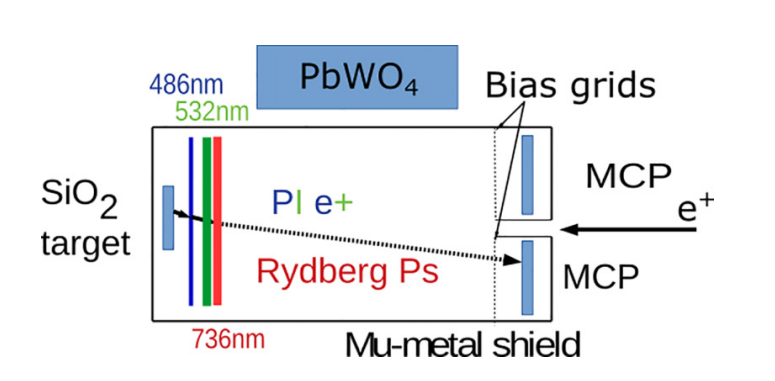 PbWO₄
486nm
532nm
Bias grids
SiO₂
target
PI e+
MCP
e⁺
Rydberg Ps
MCP
736nm
Mu-metal shield